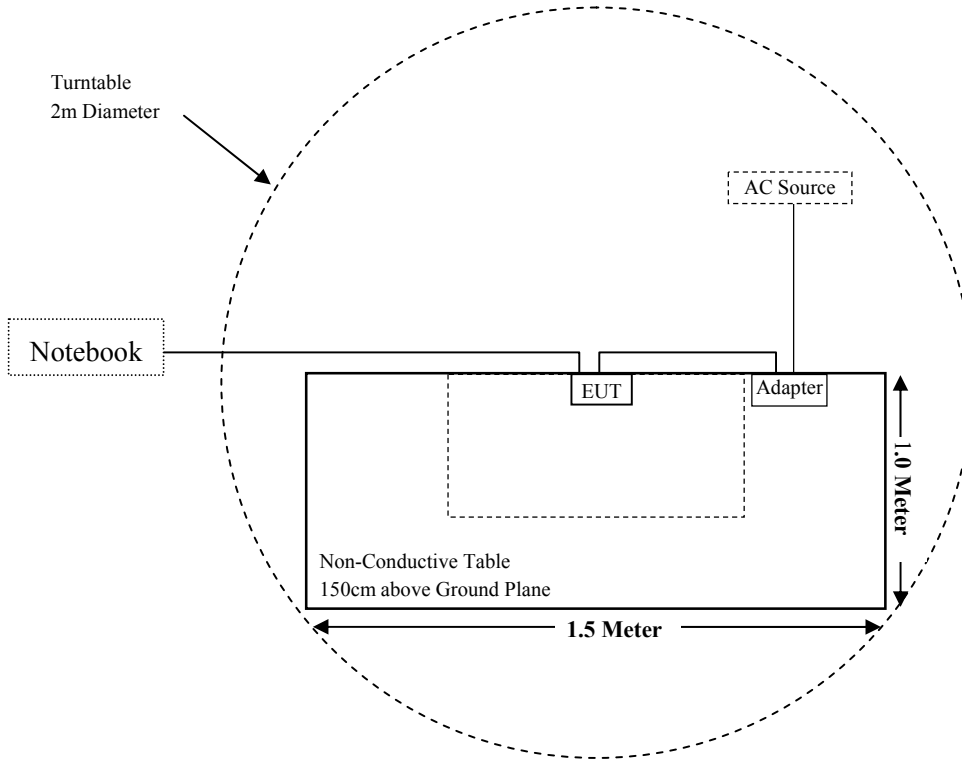 Turntable
2m Diameter
AC Source
Notebook
EUT
Adapter
1.0 Meter
Non-Conductive Table
150cm above Ground Plane
1.5 Meter